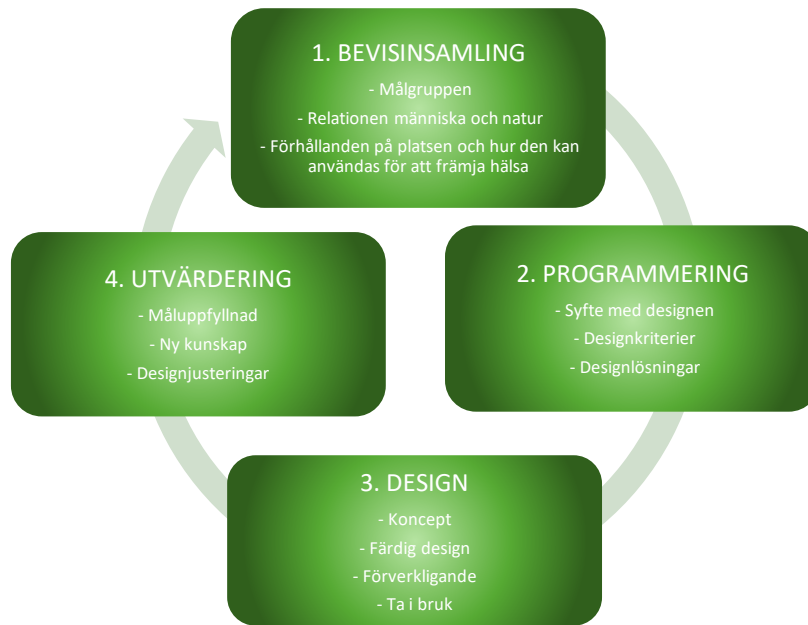 1. BEVISINSAMLING
- Målgruppen
- Relationen människa och natur
- Förhållanden på platsen och hur den kan
användas för att främja hälsa
2. PROGRAMMERING
- Syfte med designen
- Designkriterier
- Designlösningar
3. DESIGN
- Koncept
- Färdig design
- Förverkligande
- Ta i bruk
4. UTVÄRDERING
- Måluppfyllnad
- Ny kunskap
- Designjusteringar